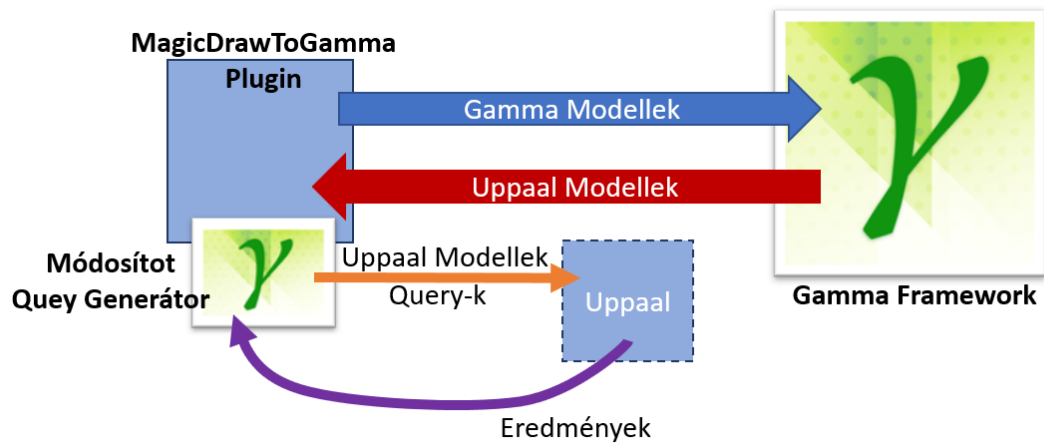 MagicDrawToGamma
Plugin
Gamma Modellek
Uppaal Modellek
Módosítot
Quey Generátor
Uppaal Modellek
Query-k
Uppaal
Gamma Framework
Eredmények